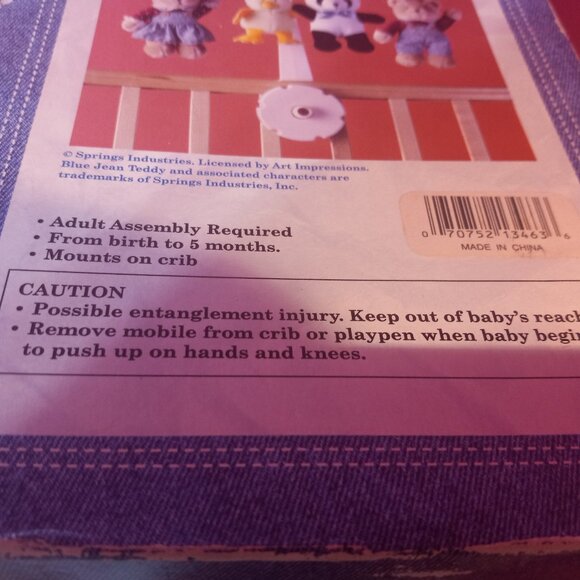 © Springs Industries. Licensed by Art Impressions.
Blue Jean Teddy and associated characters are
trademarks of Springs Industries, Inc.
• Adult Assembly Required
• From birth to 5 months.
• Mounts on crib
0 70752 13463 6
MADE IN CHINA
CAUTION
• Possible entanglement injury. Keep out of baby's reach
• Remove mobile from crib or playpen when baby begin
to push up on hands and knees.